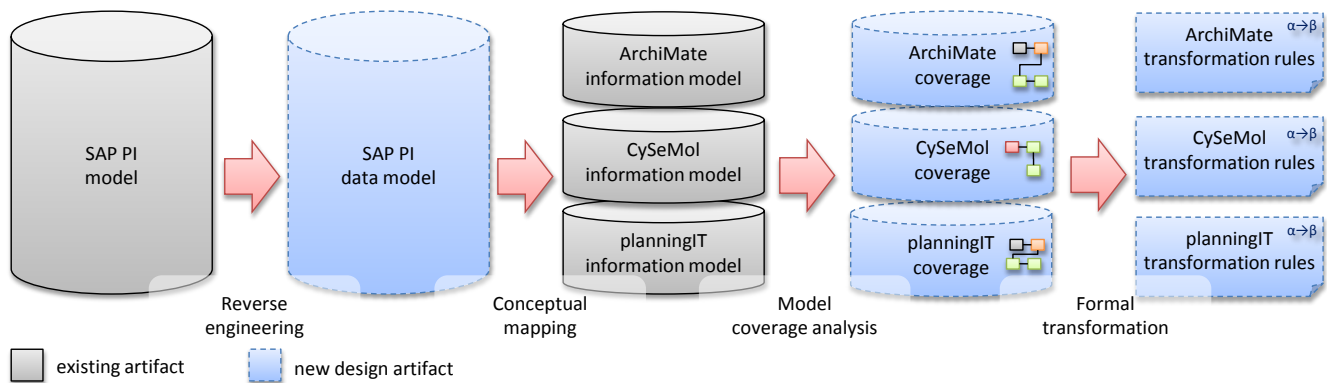 SAP PI
model
SAP PI
data model
ArchiMate
information model
CySeMol
information model
planningIT
information model
ArchiMate
coverage
CySeMol
coverage
planningIT
coverage
α→β
ArchiMate
transformation rules
α→β
CySeMol
transformation rules
α→β
planningIT
transformation rules
Reverse
engineering
Conceptual
mapping
Model
coverage analysis
Formal
transformation
existing artifact
new design artifact